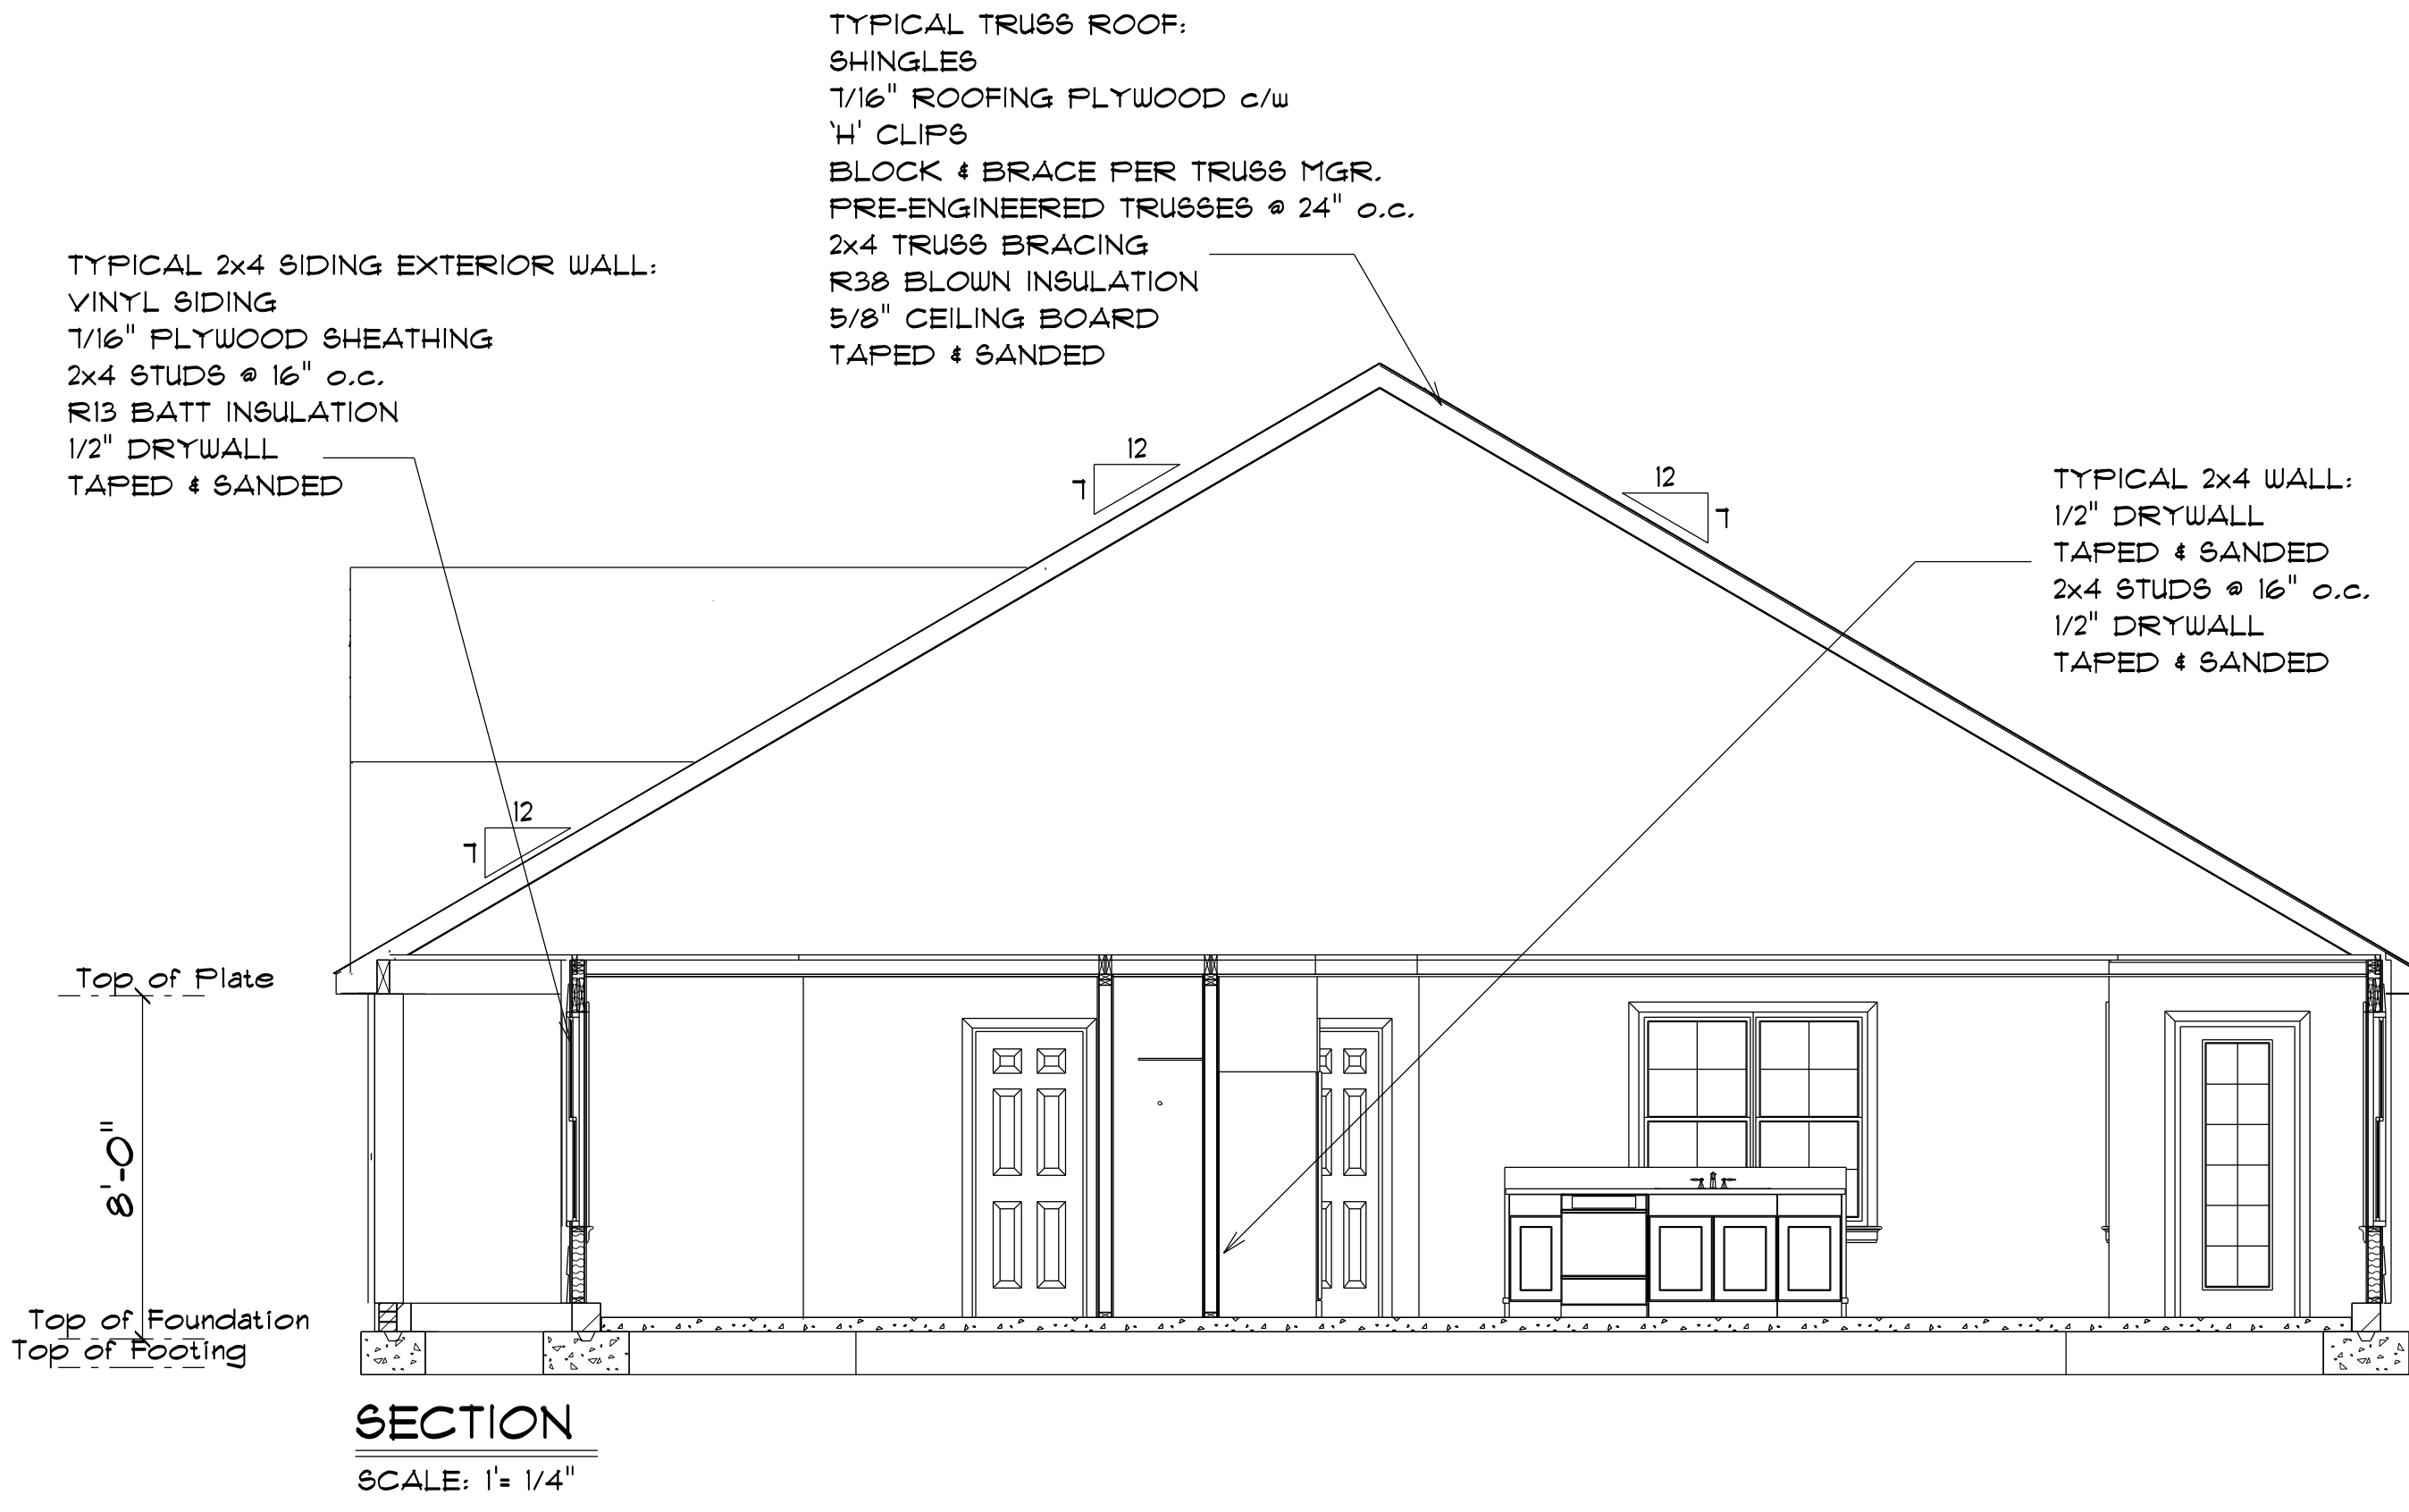 TYPICAL TRUSS ROOF:
SHINGLES
7/16" ROOFING PLYWOOD c/w
'H' CLIPS
BLOCK & BRACE PER TRUSS MGR.
PRE-ENGINEERED TRUSSES @ 24" o.c.
2x4 TRUSS BRACING
R38 BLOWN INSULATION
5/8" CEILING BOARD
TAPED & SANDED
TYPICAL 2x4 SIDING EXTERIOR WALL:
VINYL SIDING
7/16" PLYWOOD SHEATHING
2x4 STUDS @ 16" o.c.
R13 BATT INSULATION
1/2" DRYWALL
TAPED & SANDED
12
7
12
7
TYPICAL 2x4 WALL:
1/2" DRYWALL
TAPED & SANDED
2x4 STUDS @ 16" o.c.
1/2" DRYWALL
TAPED & SANDED
12
7
Top of Plate
8'-0"
Top of Foundation
Top of Footing
SECTION
SCALE: 1'= 1/4"